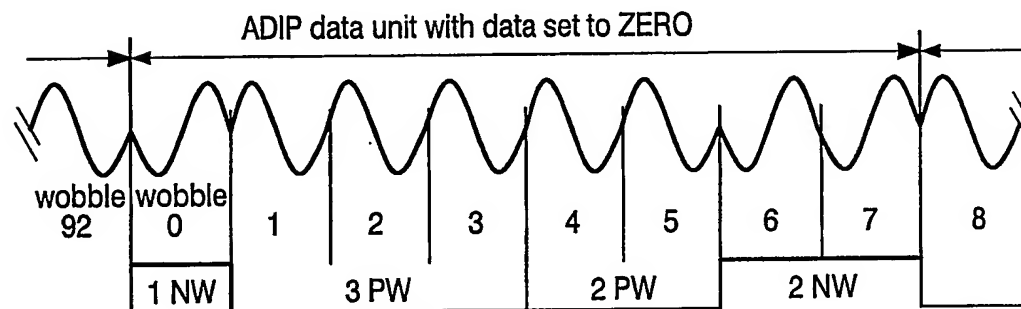 ADIP data unit with data set to ZERO
wobble wobble
92 0 1 2 3 4 5 6 7 8
1 NW 3 PW 2 PW 2 NW